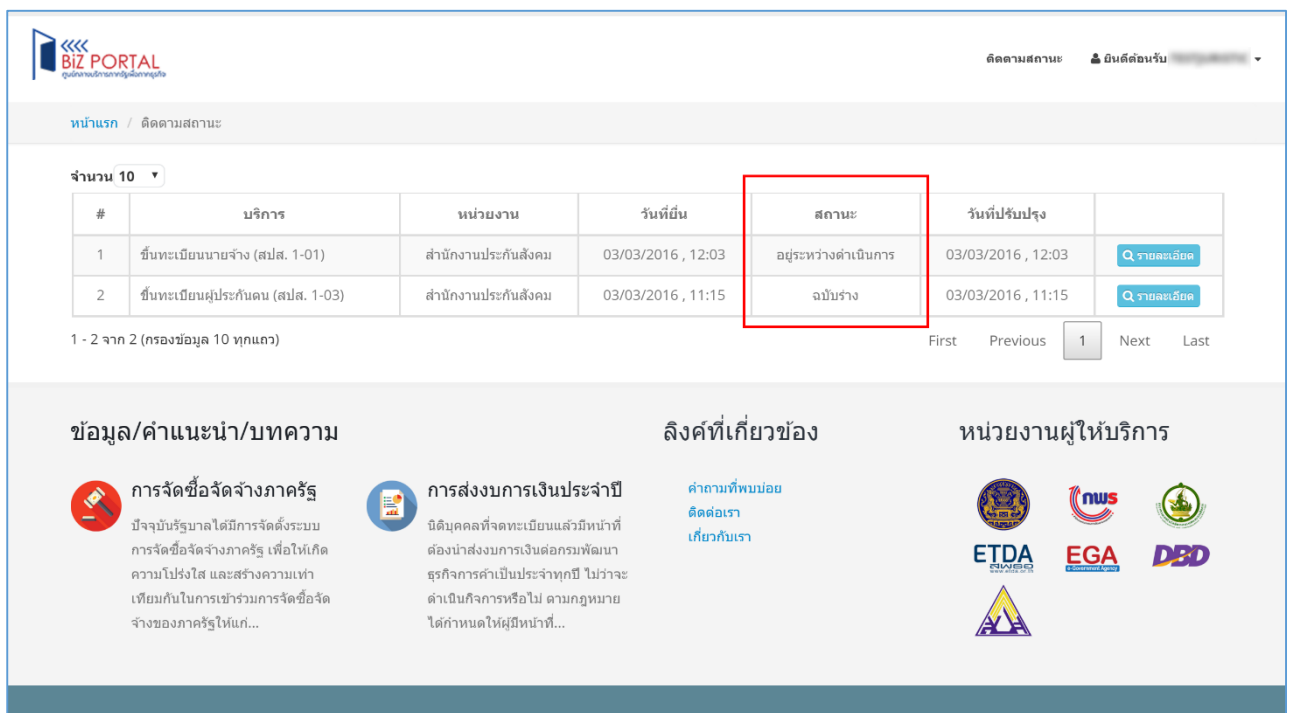 BiZ PORTAL
ศูนย์กลางบริการภาครัฐเพื่อภาคธุรกิจ
ติดตามสถานะ
ยินดีต้อนรับ
หน้าแรก / ติดตามสถานะ
จำนวน 10
# บริการ หน่วยงาน วันที่ยื่น สถานะ วันที่ปรับปรุง
1 ขึ้นทะเบียนนายจ้าง (สปส. 1-01) สำนักงานประกันสังคม 03/03/2016 , 12:03 อยู่ระหว่างดำเนินการ 03/03/2016 , 12:03 รายละเอียด
2 ขึ้นทะเบียนผู้ประกันตน (สปส. 1-03) สำนักงานประกันสังคม 03/03/2016 , 11:15 ฉบับร่าง 03/03/2016 , 11:15 รายละเอียด
1 - 2 จาก 2 (กรองข้อมูล 10 ทุกแถว)
First Previous 1 Next Last
ข้อมูล/คำแนะนำ/บทความ
การจัดซื้อจัดจ้างภาครัฐ
ปัจจุบันรัฐบาลได้มีการจัดตั้งระบบ
การจัดซื้อจัดจ้างภาครัฐ เพื่อให้เกิด
ความโปร่งใส และสร้างความเท่า
เทียมกันในการเข้าร่วมการจัดซื้อจัด
จ้างของภาครัฐให้แก่...
การส่งงบการเงินประจำปี
นิติบุคคลที่จดทะเบียนแล้วมีหน้าที่
ต้องนำส่งงบการเงินต่อกรมพัฒนา
ธุรกิจการค้าเป็นประจำทุกปี ไม่ว่าจะ
ดำเนินกิจการหรือไม่ ตามกฎหมาย
ได้กำหนดให้ผู้มีหน้าที่...
ลิงค์ที่เกี่ยวข้อง
คำถามที่พบบ่อย
ติดต่อเรา
เกี่ยวกับเรา
หน่วยงานผู้ให้บริการ
กพร
ETDA
สพธอ
www.etda.or.th
EGA
e-Government Agency
DBD